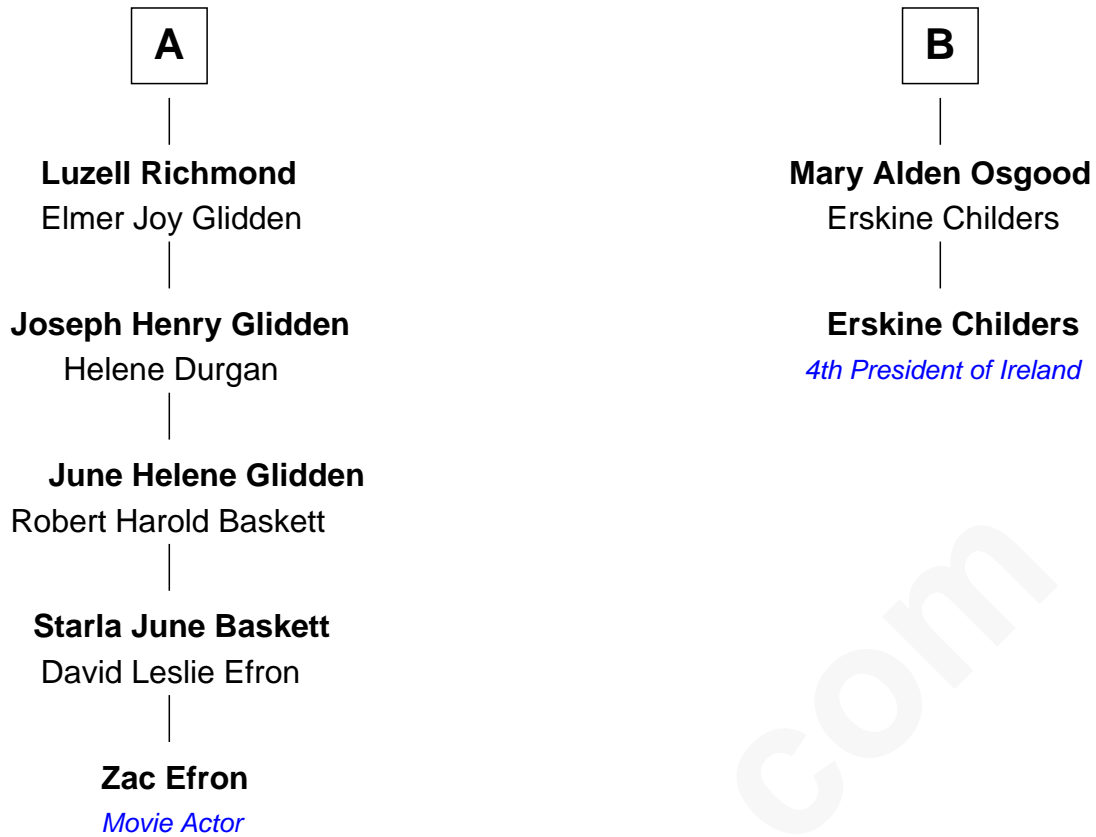 A
Luzell Richmond
Elmer Joy Glidden
Joseph Henry Glidden
Helene Durgan
June Helene Glidden
Robert Harold Baskett
Starla June Baskett
David Leslie Efron
Zac Efron
Movie Actor
B
Mary Alden Osgood
Erskine Childers
Erskine Childers
4th President of Ireland
com